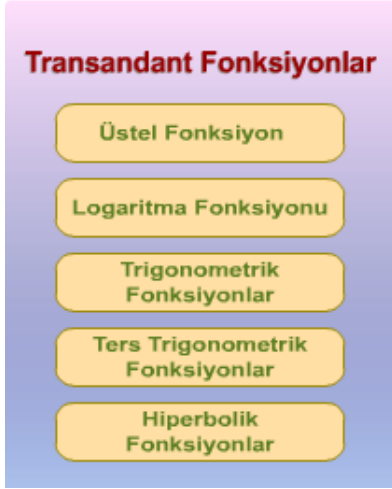 Transandant Fonksiyonlar
Üstel Fonksiyon
Logaritma Fonksiyonu
Trigonometrik
Fonksiyonlar
Ters Trigonometrik
Fonksiyonlar
Hiperbolik
Fonksiyonlar